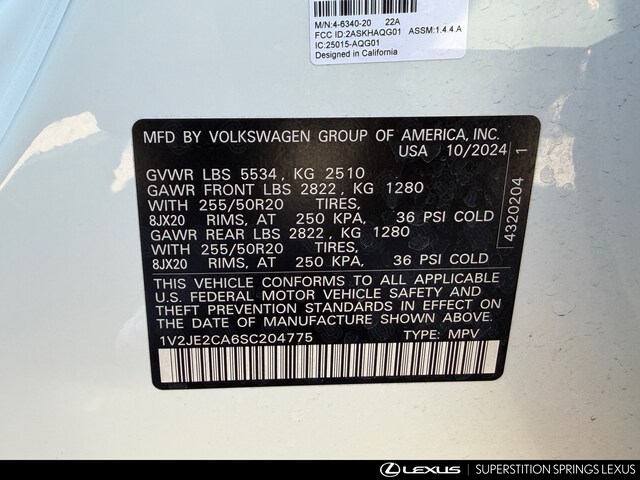 M/N:4-6340-20 22A
FCC ID:2ASKHAQG01 ASSM:1.4.4.A
IC:25015-AQG01
Designed in California
MFD BY VOLKSWAGEN GROUP OF AMERICA, INC.
USA 10/2024
GVWR LBS 5534 , KG 2510
GAWR FRONT LBS 2822 , KG 1280
WITH 255/50R20 TIRES,
8JX20 RIMS, AT 250 KPA, 36 PSI COLD
GAWR REAR LBS 2822 , KG 1280
WITH 255/50R20 TIRES,
8JX20 RIMS, AT 250 KPA, 36 PSI COLD
THIS VEHICLE CONFORMS TO ALL APPLICABLE
U.S. FEDERAL MOTOR VEHICLE SAFETY AND
THEFT PREVENTION STANDARDS IN EFFECT ON
THE DATE OF MANUFACTURE SHOWN ABOVE.
1V2JE2CA6SC204775 TYPE: MPV
4320204 1
LEXUS SUPERSTITION SPRINGS LEXUS